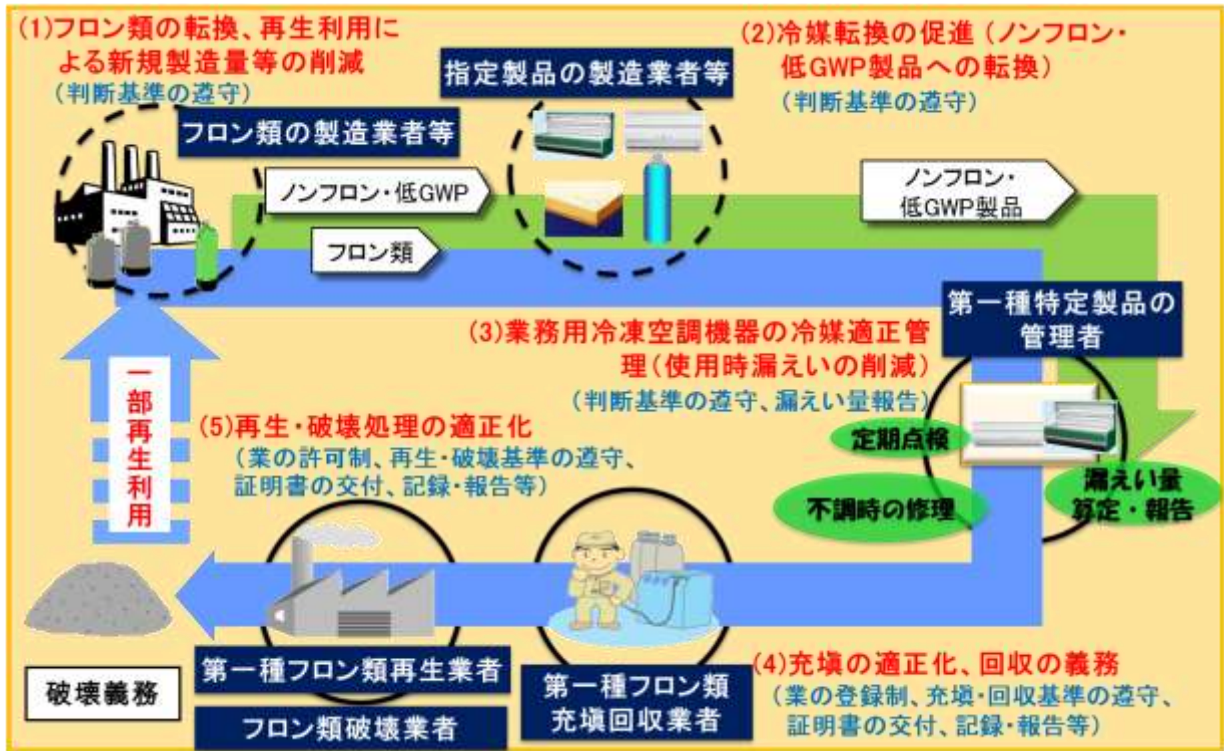 (1)フロン類の転換、再生利用に
よる新規製造量等の削減
(判断基準の遵守)
フロン類の製造業者等
指定製品の製造業者等
(2)冷媒転換の促進(ノンフロン・
低GWP製品への転換)
(判断基準の遵守)
ノンフロン・低GWP
フロン類
ノンフロン・
低GWP製品
第一種特定製品の
管理者
(3)業務用冷凍空調機器の冷媒適正管
理(使用時漏えいの削減)
(判断基準の遵守、漏えい量報告)
定期点検
不調時の修理
漏えい量
算定・報告
一部再生利用
(5)再生・破壊処理の適正化
(業の許可制、再生・破壊基準の遵守、
証明書の交付、記録・報告等)
破壊義務
第一種フロン類再生業者
フロン類破壊業者
第一種フロン類
充塡回収業者
(4)充塡の適正化、回収の義務
(業の登録制、充塡・回収基準の遵守、
証明書の交付、記録・報告等)